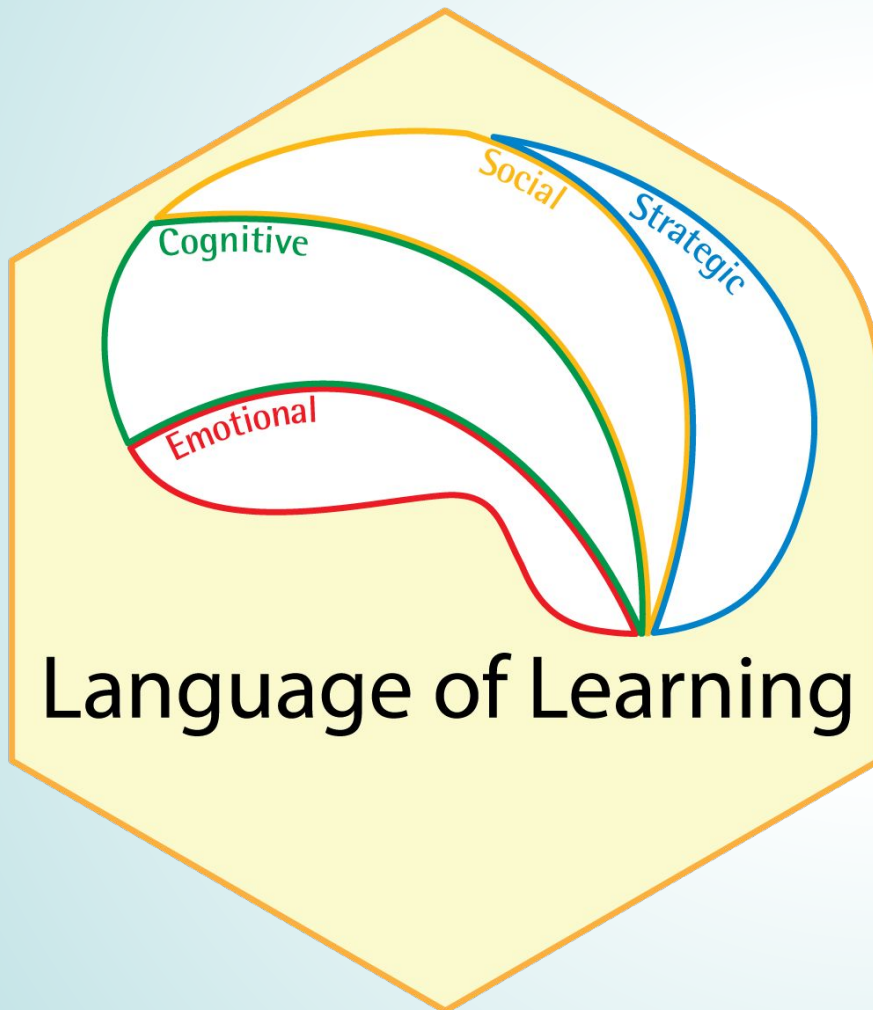 Social
Strategic
Cognitive
Emotional
Language of Learning